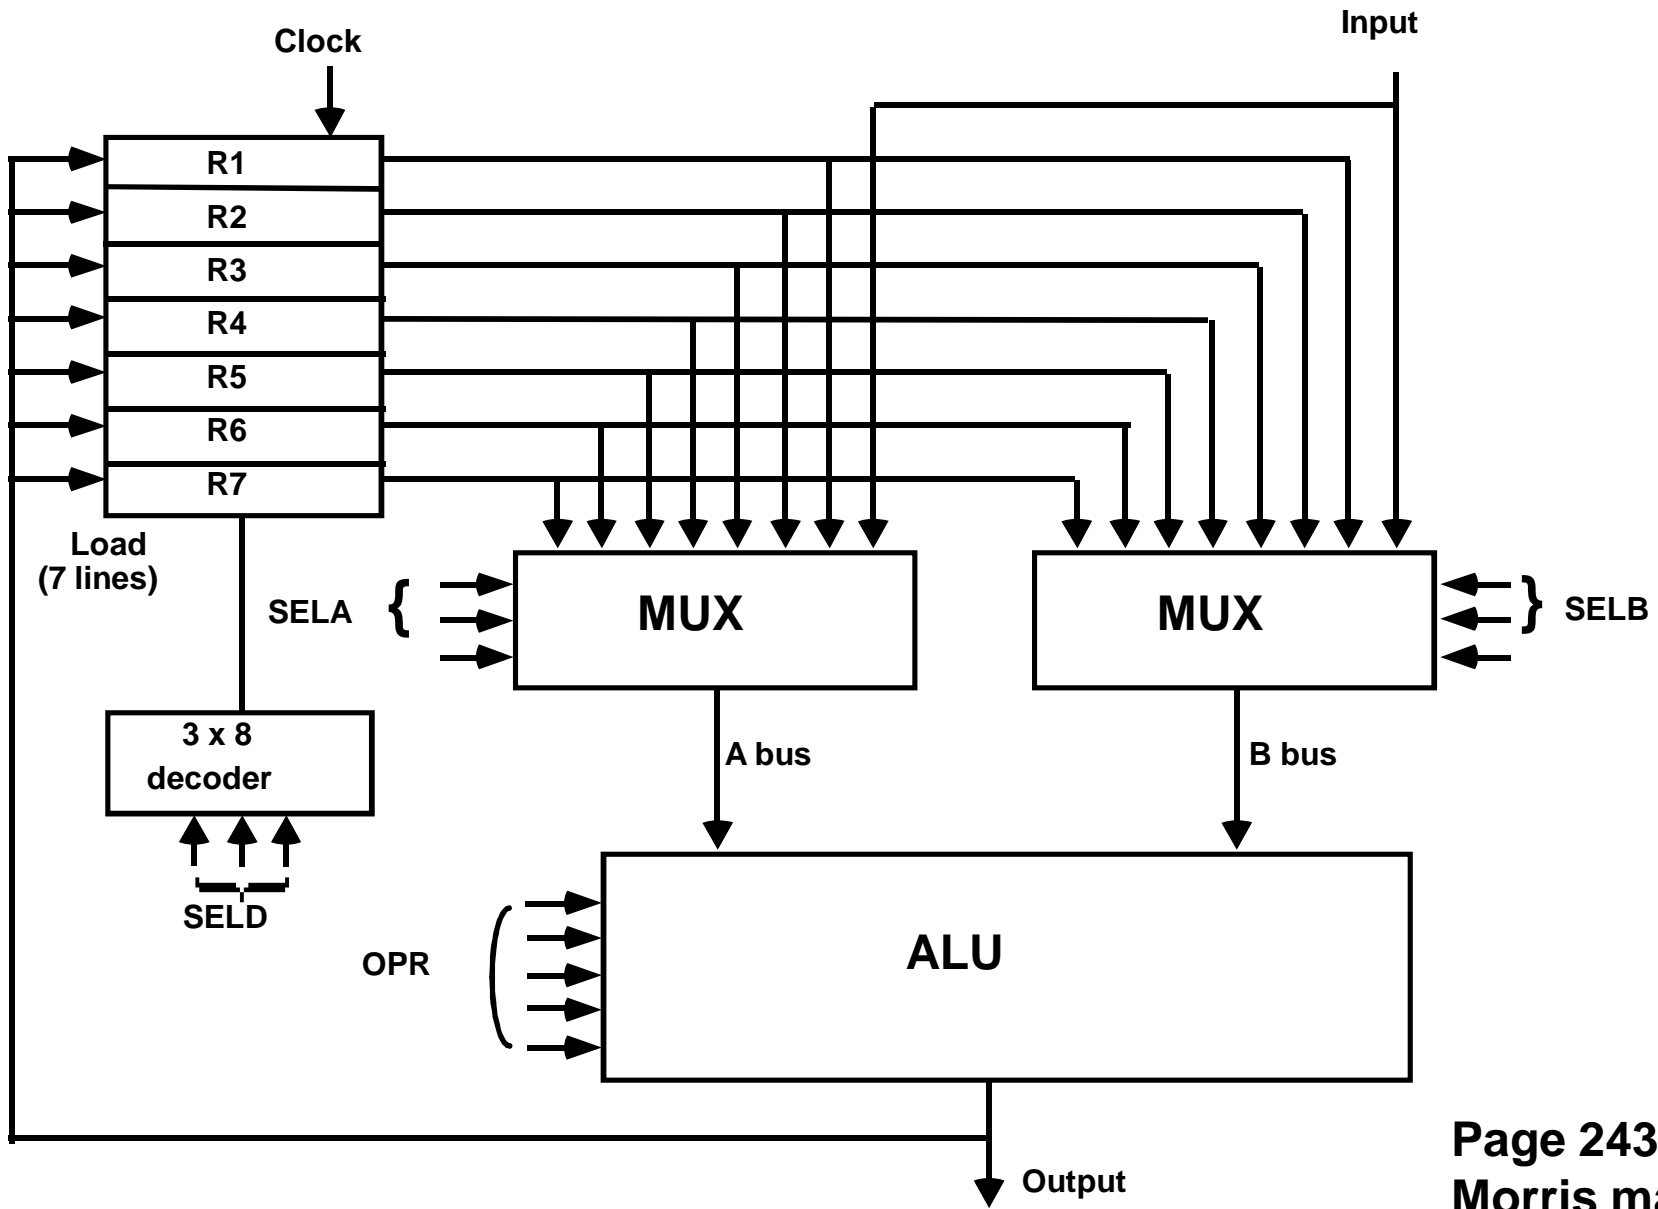 Clock
Input
R1
R2
R3
R4
R5
R6
R7
Load
(7 lines)
SELA {
MUX
MUX
} SELB
3 x 8
decoder
A bus
B bus
SELD
OPR
ALU
Output
Page 243
Morris